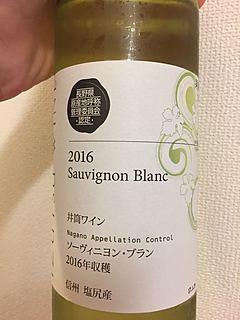 長野県
原産地呼称
管理委員会
認定
2016
Sauvignon Blanc
井筒ワイン
Nagano Appellation Control
ソーヴィニヨン・ブラン
2016年収穫
信州 塩尻産